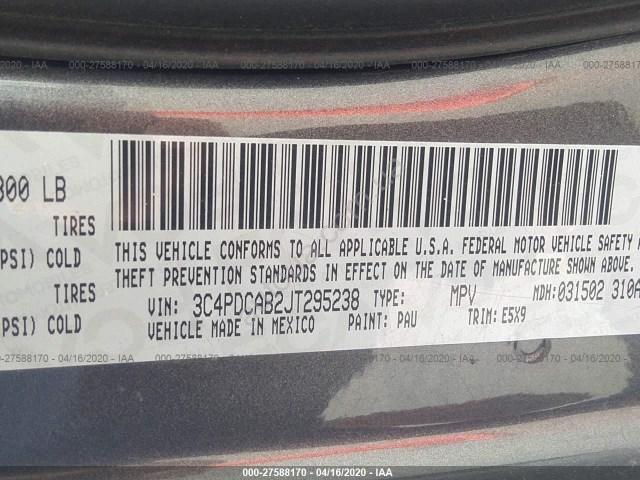 000-27588170 - 04/16/2020 - IAA
000-27588170 - 04/16/2020 - IAA
300 LB
TIRES
PSI) COLD
TIRES
PSI) COLD
THIS VEHICLE CONFORMS TO ALL APPLICABLE U.S.A. FEDERAL MOTOR VEHICLE SAFETY
THEFT PREVENTION STANDARDS IN EFFECT ON THE DATE OF MANUFACTURE SHOWN ABOVE.
VIN: 3C4PDCAB2JT295238 TYPE: MPV MDH:031502 310A
VEHICLE MADE IN MEXICO PAINT: PAU TRIM: E5X9
000-27588170 - 04/16/2020 - IAA
000-27588170 - 04/16/2020 - IAA
000-27588170 - 04/16/2020 - IAA